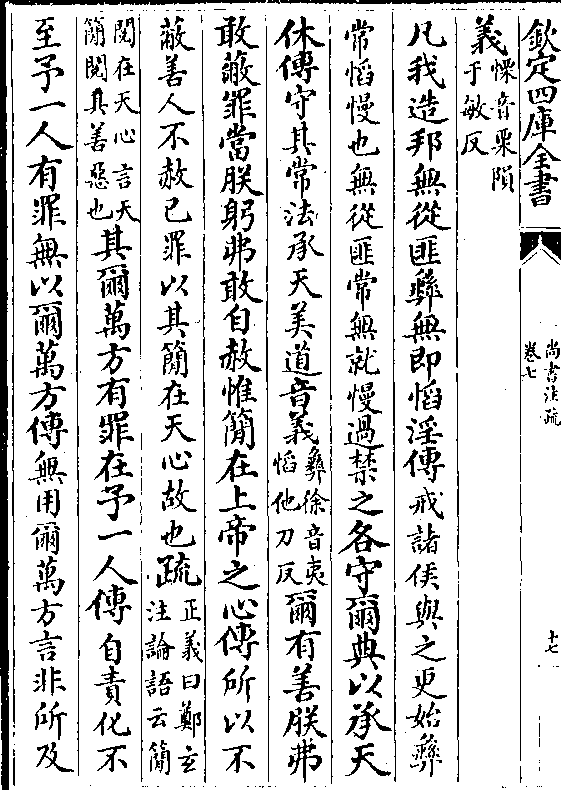 欽定四庫全書
尚書注疏
卷七
十七
義慄音栗隕于敏反
凡我造邦無從匪彞無即慆淫傳戒諸侯與之更始彞
常慆慢也無從匪常無就慢過禁之各守爾典以承天
休傳守其常法承天美道音義彞徐音夷慆他刀反爾有善朕弗
敢蔽罪當朕躬弗敢自赦惟簡在上帝之心傳所以不
蔽善人不赦已罪以其簡在天心故也疏正義曰鄭玄注論語云簡
閱在天心言天簡閱其善惡也其爾萬方有罪在予一人傳自責化不
至予一人有罪無以爾萬方傳無用爾萬方言非所及